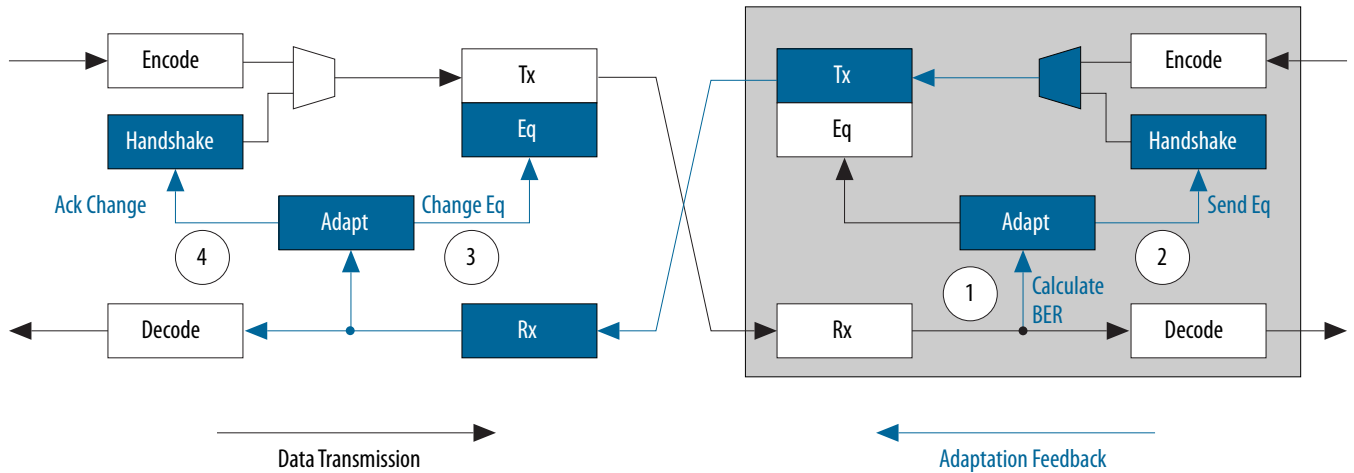 Encode
Tx
Tx
Encode
Handshake
Eq
Eq
Handshake
Ack Change
Adapt
Change Eq
Adapt
Send Eq
4
3
1
2
Calculate
BER
Decode
Rx
Rx
Decode
Data Transmission
Adaptation Feedback